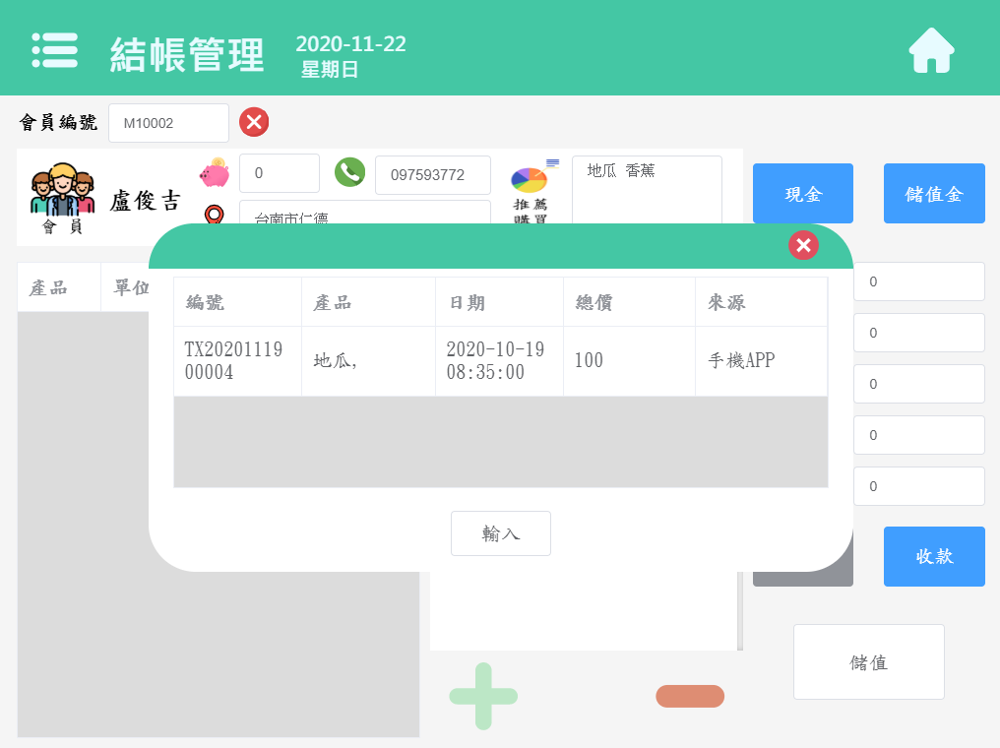 結帳管理
2020-11-22
星期日
會員編號
M10002
會 員
盧俊吉
0
097593772
台南市仁德
推 薦
購 買
地瓜 香蕉
現金
儲值金
產品
單位
編號
產品
日期
總價
來源
TX20201119
00004
地瓜,
2020-10-19
08:35:00
100
手機APP
輸入
0
0
0
0
0
收款
儲值